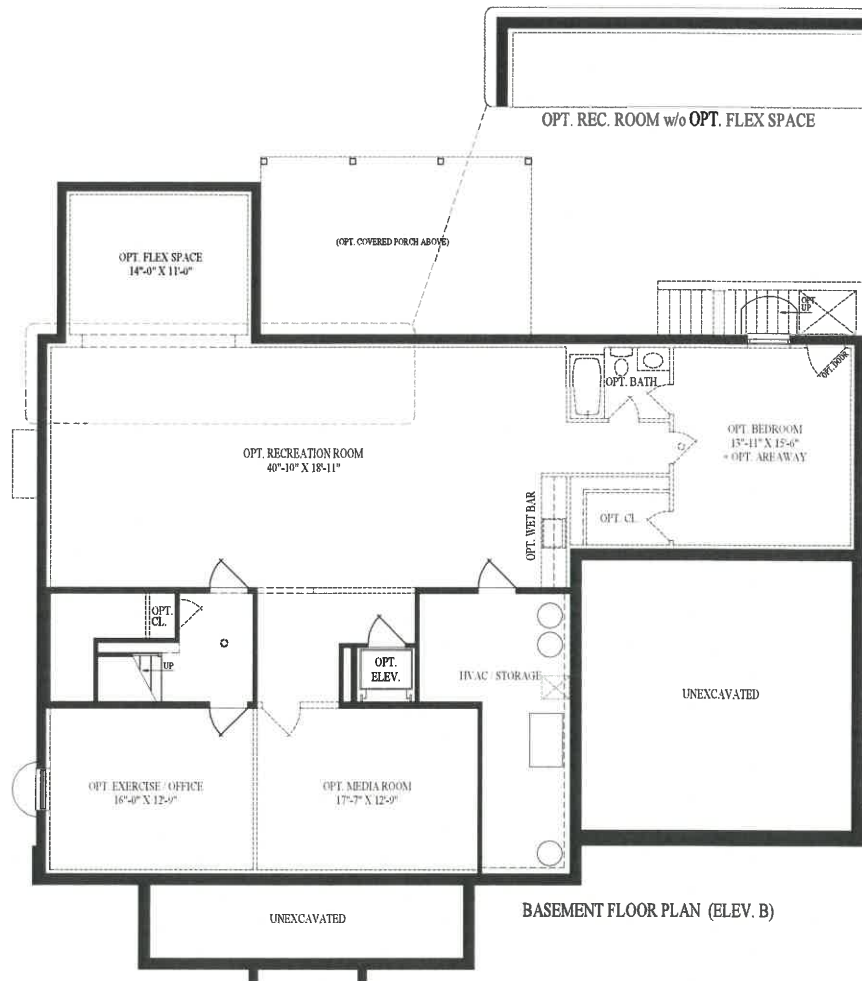 OPT. REC. ROOM w/o OPT. FLEX SPACE
(OPT. COVERED PORCH ABOVE)
OPT. FLEX SPACE
14"-0" X 11'-0"
OPT.
UP
OPT. DOOR
OPT. BATH
OPT. BEDROOM
13"-11" X 15'-6"
+ OPT. AREAWAY
OPT. RECREATION ROOM
40"-10" X 18'-11"
OPT. WET BAR
OPT. CL.
OPT.
CL.
UP
OPT.
ELEV.
HVAC / STORAGE
UNEXCAVATED
OPT. EXERCISE / OFFICE
16"-0" X 12'-9"
OPT. MEDIA ROOM
17"-7" X 12'-9"
UNEXCAVATED
BASEMENT FLOOR PLAN (ELEV. B)